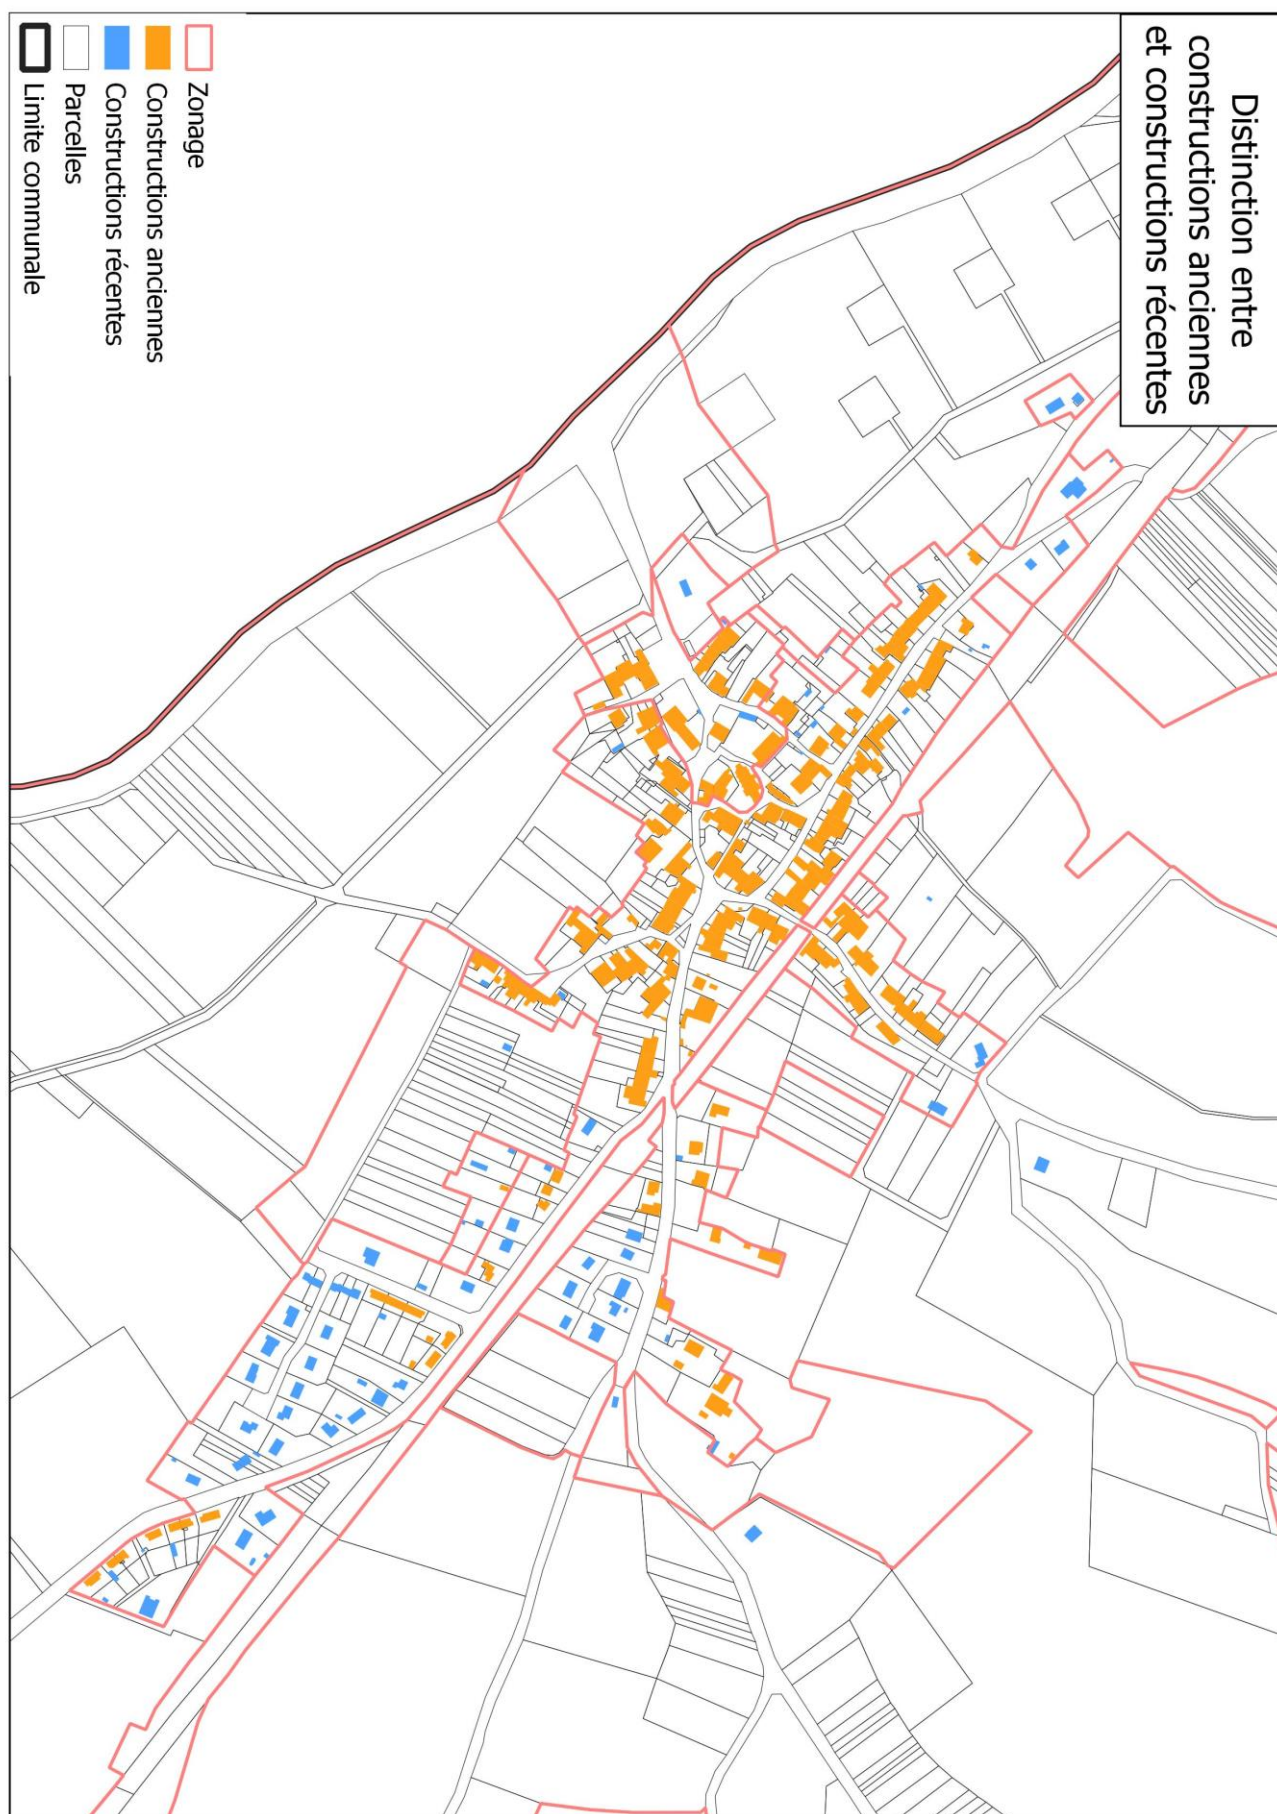 Distinction entre
constructions anciennes
et constructions récentes
Zonage
Constructions anciennes
Constructions récentes
Parcelles
Limite communale